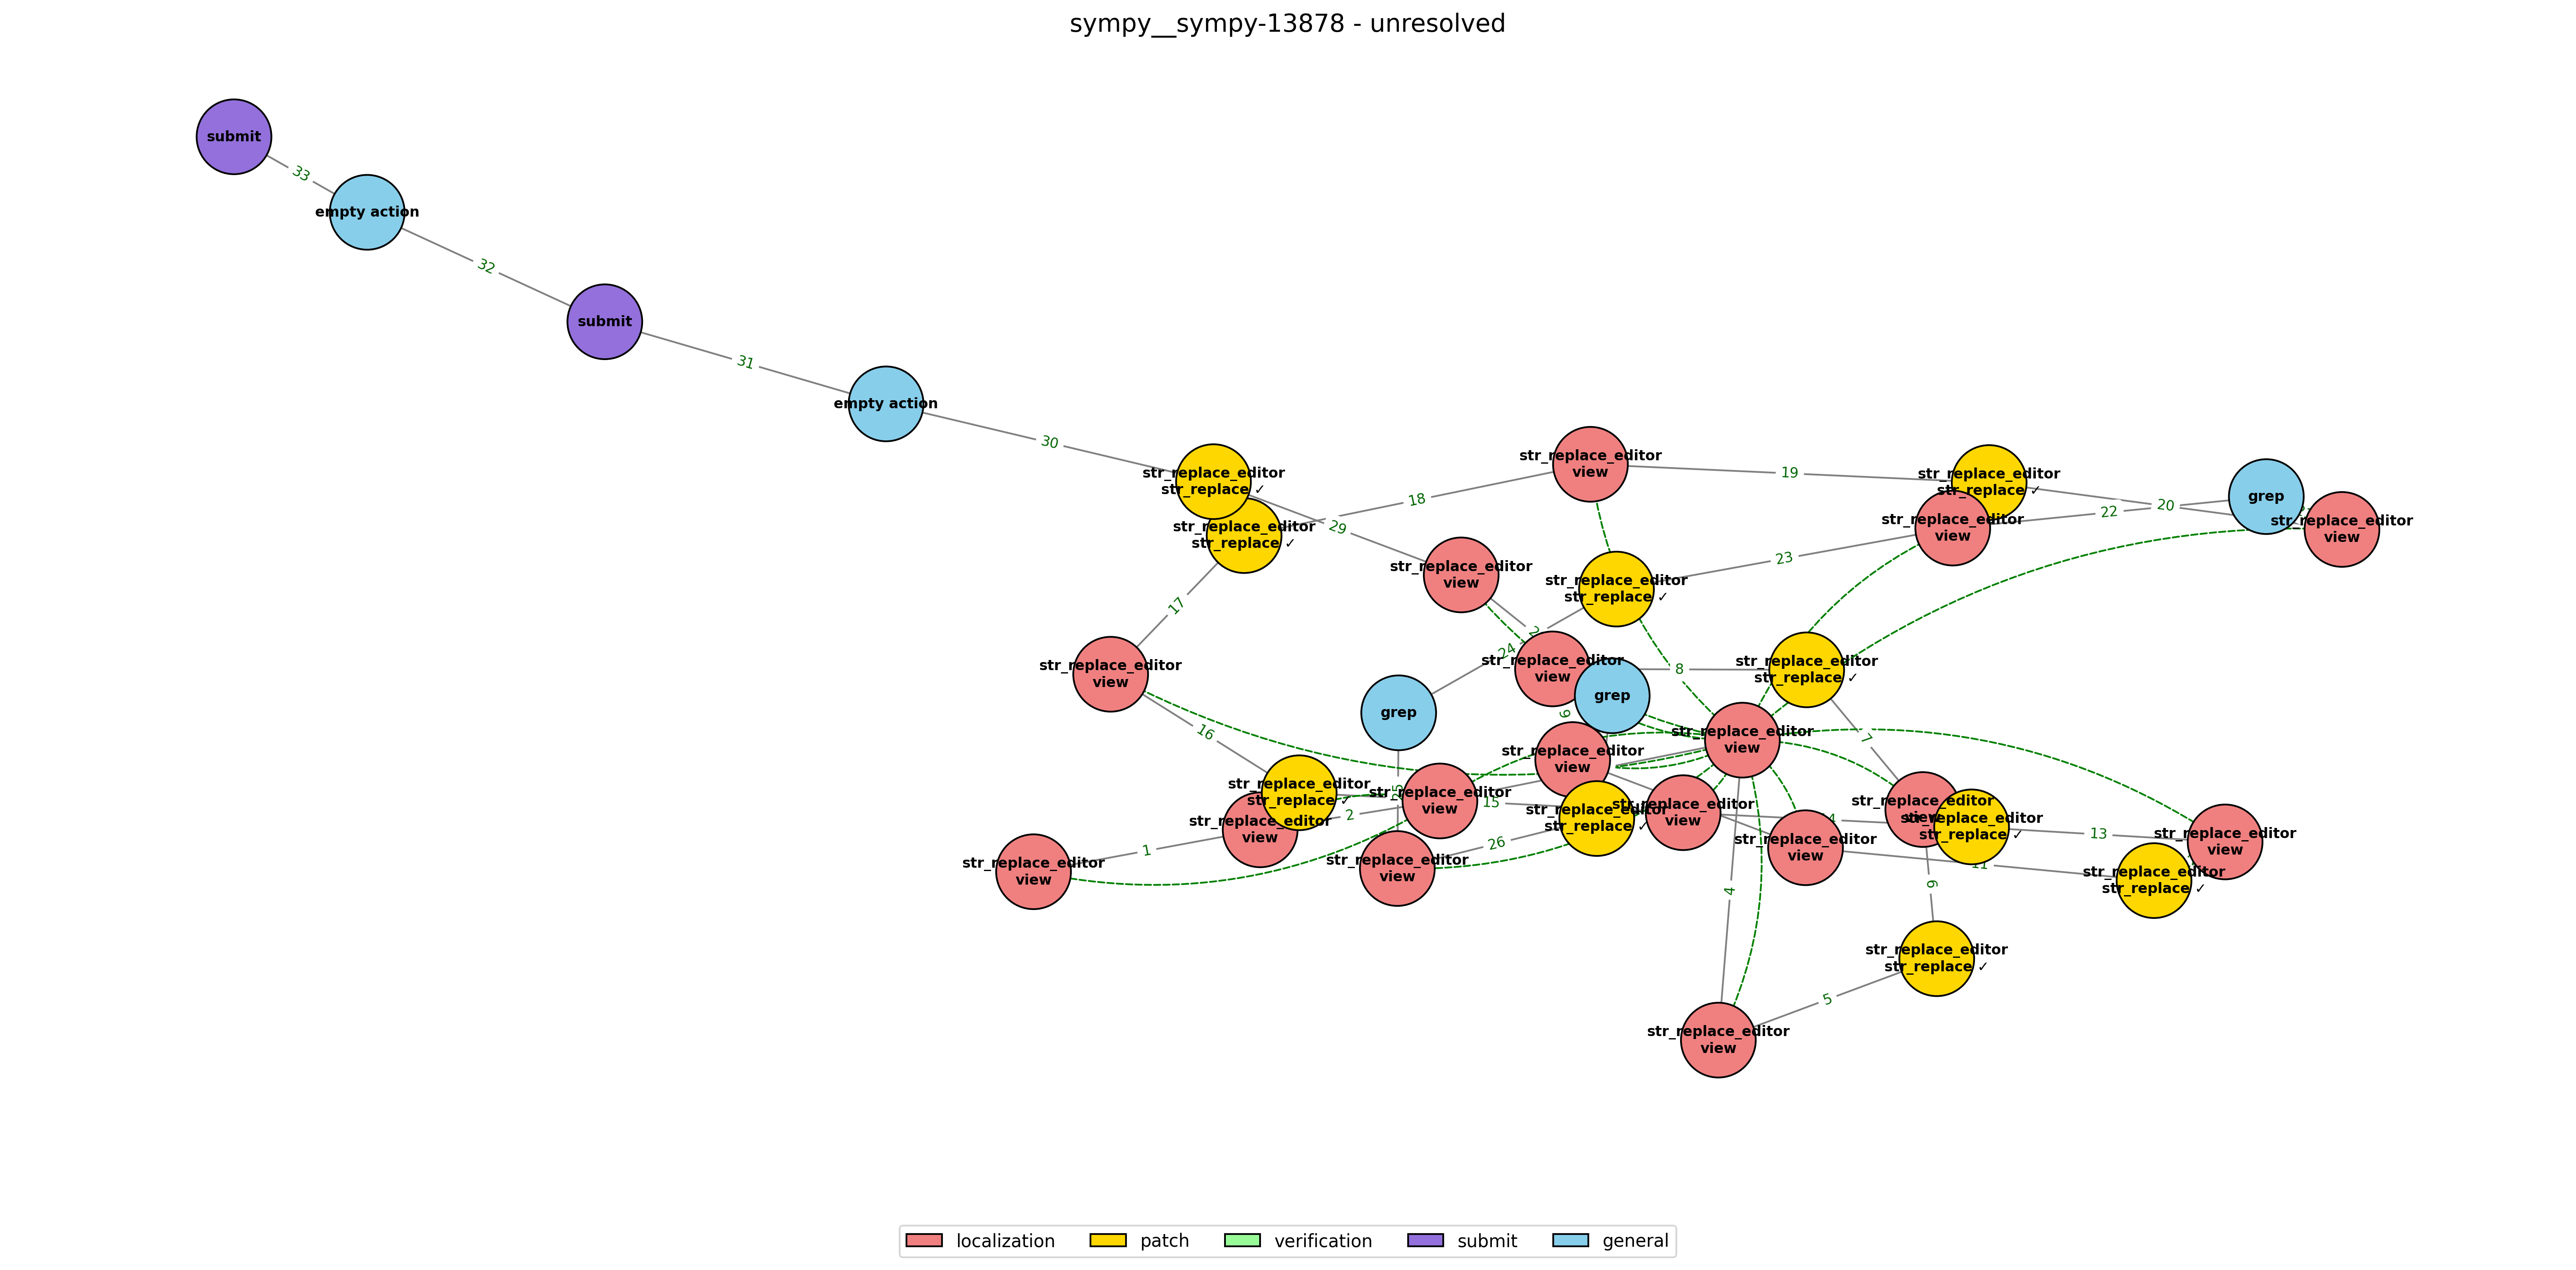 sympy__sympy-13878 - unresolved
submit
33
empty action
32
submit
31
empty action
30
str_replace_editor
str_replace ✓
str_replace_editor
str_replace ✓
29
18
str_replace_editor
view
19
str_replace_editor
str_replace ✓
20
22
grep
str_replace_editor
view
str_replace_editor
view
23
str_replace_editor
view
str_replace_editor
str_replace ✓
17
24
str_replace_editor
view
str_replace_editor
view
8
str_replace_editor
str_replace ✓
grep
grep
9
7
16
str_replace_editor
view
str_replace_editor
view
str_replace_editor
str_replace ✓
25
str_replace_editor
view
15
2
str_replace_editor
view
str_replace_editor
str_replace ✓
str_replace_editor
view
str_replace_editor
view
4
str_replace_editor
view
str_replace_editor
str_replace ✓
13
str_replace_editor
view
1
str_replace_editor
view
26
str_replace_editor
view
11
str_replace_editor
str_replace ✓
6
4
str_replace_editor
str_replace ✓
5
str_replace_editor
view
localization
patch
verification
submit
general